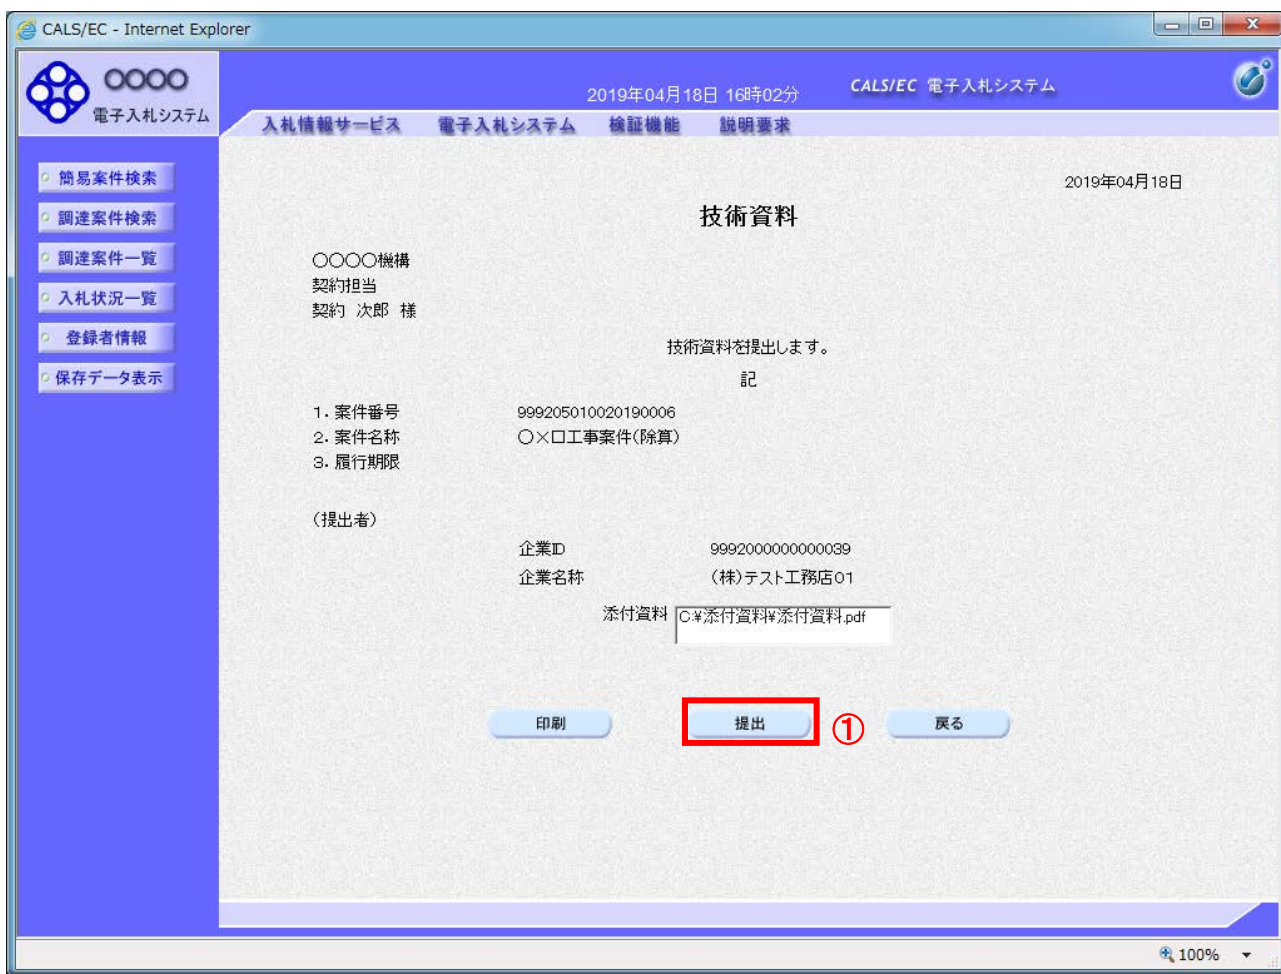 CALS/EC - Internet Explorer
〇〇〇〇
電子入札システム
2019年04月18日 16時02分
CALS/EC 電子入札システム
入札情報サービス 電子入札システム 検証機能 説明要求
簡易案件検索
調達案件検索
調達案件一覧
入札状況一覧
登録者情報
保存データ表示
2019年04月18日
技術資料
〇〇〇〇機構
契約担当
契約 次郎 様
技術資料を提出します。
記
1. 案件番号 999205010020190006
2. 案件名称 〇×口工事案件(除算)
3. 履行期限
(提出者)
企業ID 9992000000000039
企業名称 (株)テスト工務店01
添付資料 C:¥添付資料¥添付資料.pdf
印刷 提出 ① 戻る
100%